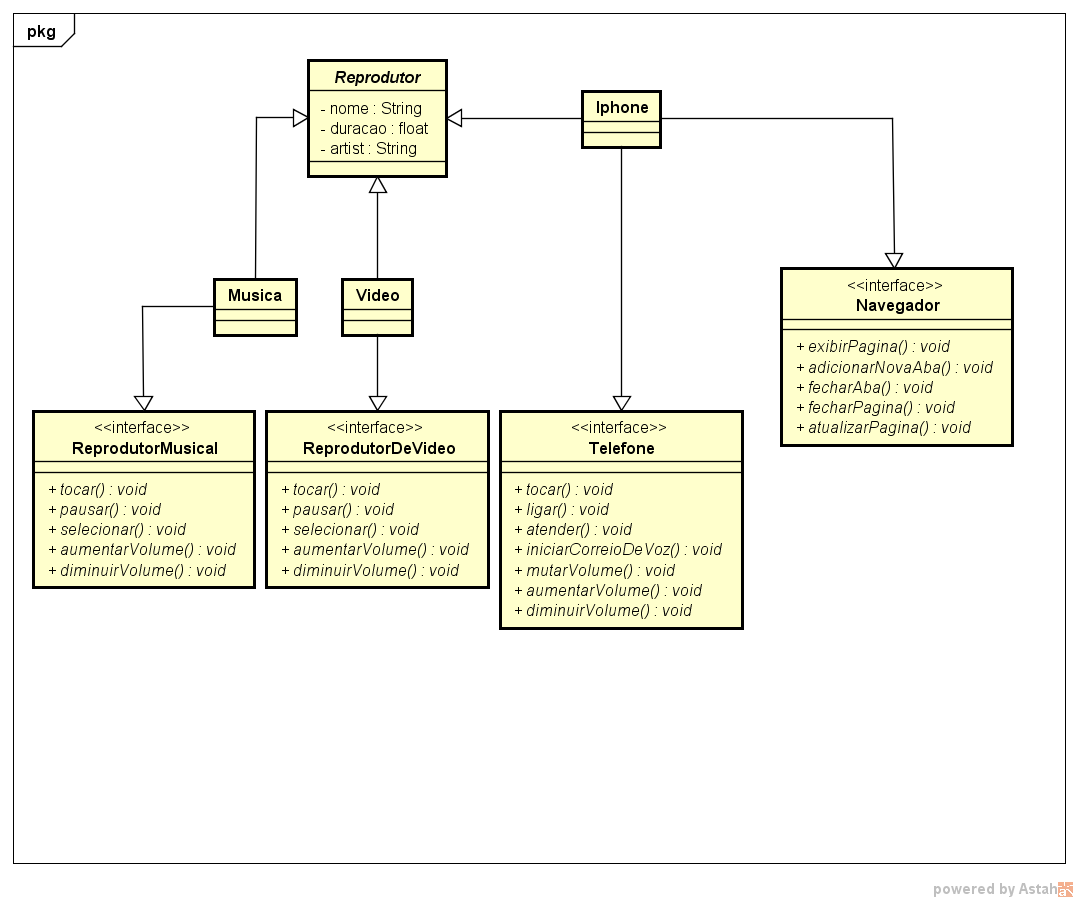 pkg
Reprodutor
- nome : String
- duracao : float
- artist : String
Iphone
Musica
Video
<<interface>>
Navegador
+ exibirPagina() : void
+ adicionarNovaAba() : void
+ fecharAba() : void
+ fecharPagina() : void
+ atualizarPagina() : void
<<interface>>
ReprodutorMusical
+ tocar() : void
+ pausar() : void
+ selecionar() : void
+ aumentarVolume() : void
+ diminuirVolume() : void
<<interface>>
ReprodutorDeVideo
+ tocar() : void
+ pausar() : void
+ selecionar() : void
+ aumentarVolume() : void
+ diminuirVolume() : void
<<interface>>
Telefone
+ tocar() : void
+ ligar() : void
+ atender() : void
+ iniciarCorreioDeVoz() : void
+ mutarVolume() : void
+ aumentarVolume() : void
+ diminuirVolume() : void
powered by Astah